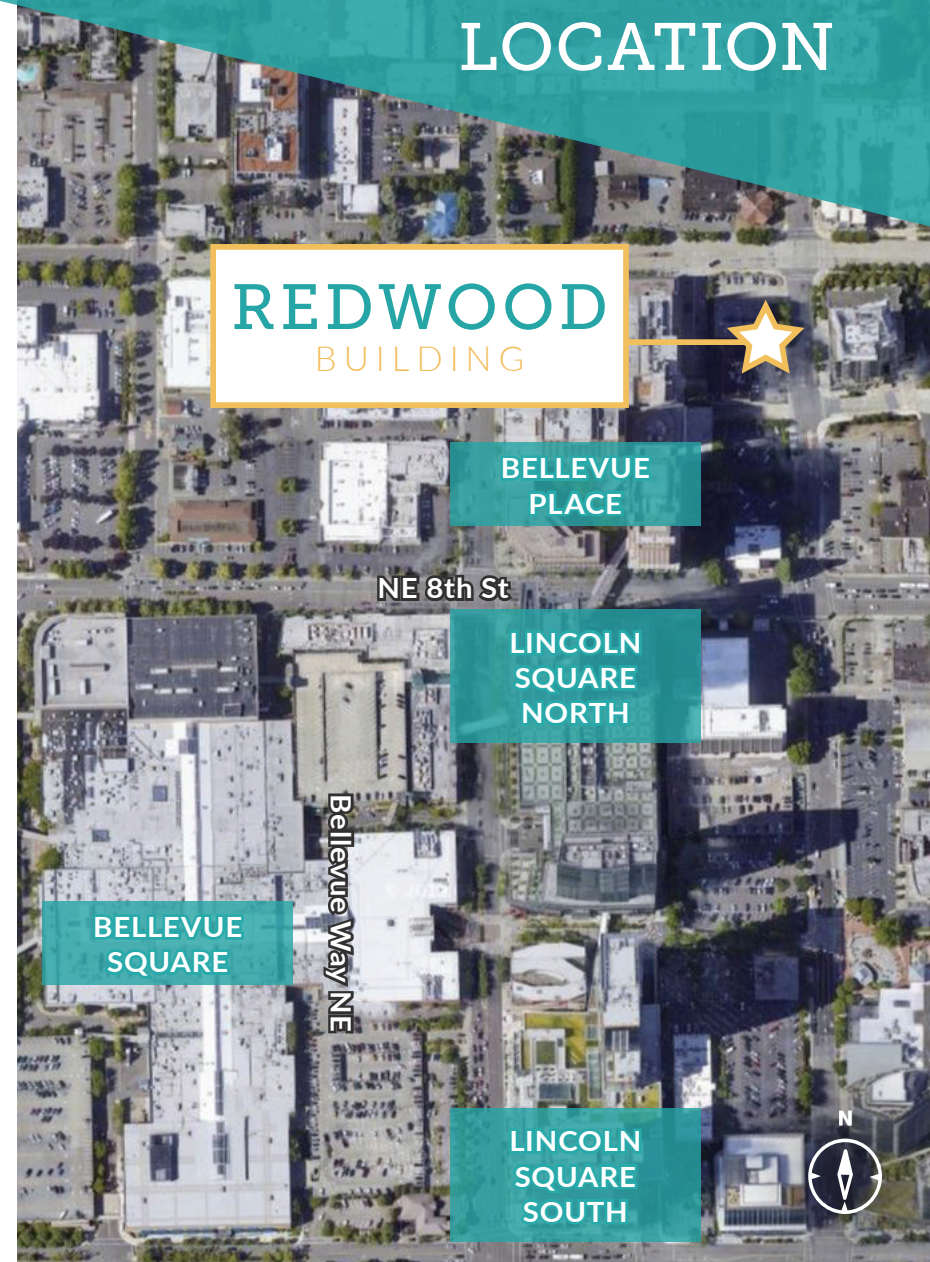 LOCATION
REDWOOD
BUILDING
BELLEVUE
PLACE
NE 8th St
LINCOLN
SQUARE
NORTH
Bellevue Way NE
BELLEVUE
SQUARE
N
LINCOLN
SQUARE
SOUTH